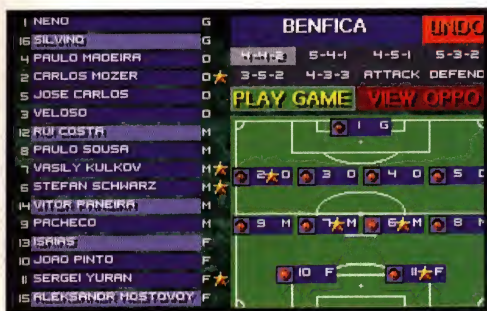 1 NENO G
16 SILVINO G
4 PAULO MADEIRA D
2 CARLOS MOZER D
5 JOSE CARLOS D
3 VELOSO D
12 RUI COSTA M
8 PAULO SOUSA M
7 VASILY KULKOV M
6 STEFAN SCHWARZ M
14 VITOR PANEIRA M
9 PACHECO M
13 ISAIAS F
10 JOAO PINTO F
11 SERGEI YURAN F
15 ALEKSANDR MOSTOVOY F
BENFICA UNDO
4-4-2 5-4-1 4-5-1 5-3-2
3-5-2 4-3-3 ATTACK DEFEND
PLAY GAME VIEW OPPO
1 G
2 D 3 D 4 D 5 D
9 M 7 M 6 M 8 M
10 F 11 F